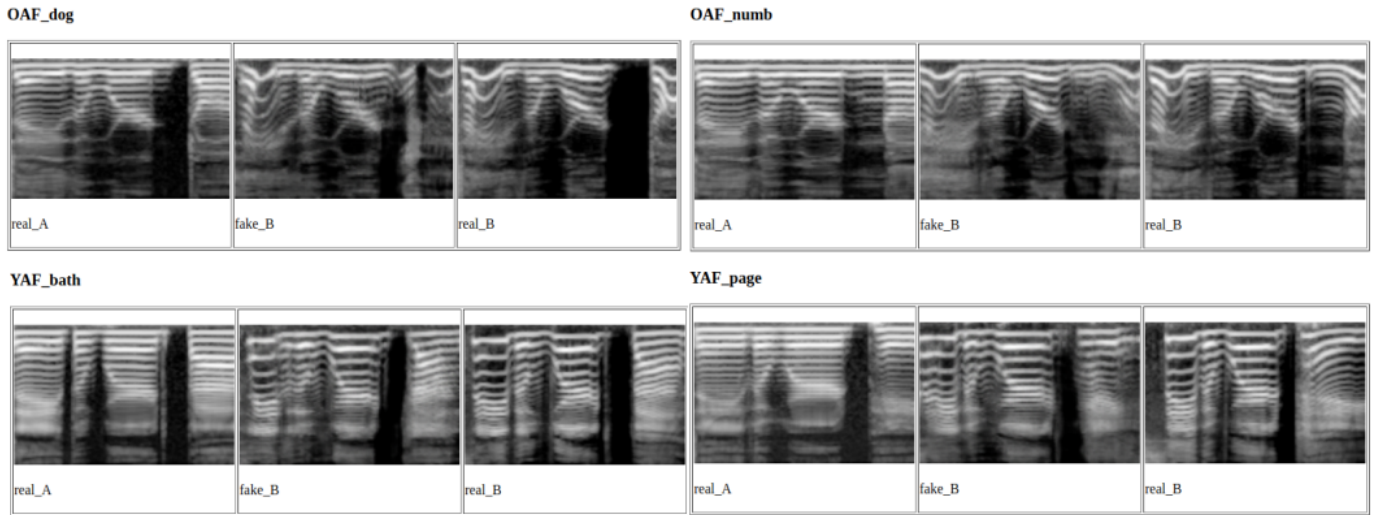 OAF_dog
real_A
fake_B
real_B
OAF_numb
real_A
fake_B
real_B
YAF_bath
real_A
fake_B
real_B
YAF_page
real_A
fake_B
real_B